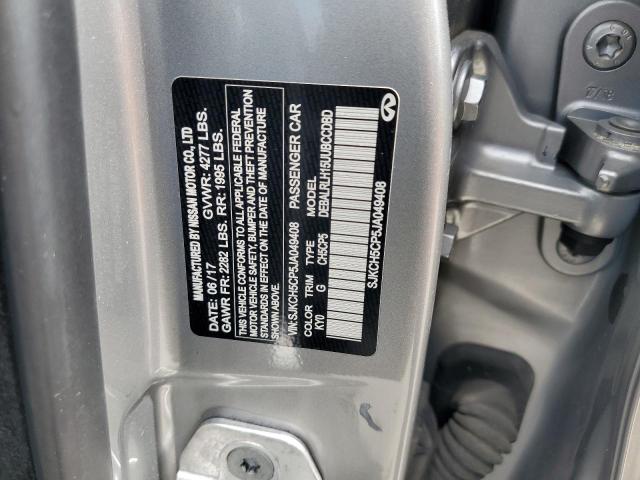 MANUFACTURED BY NISSAN MOTOR CO., LTD
DATE: 06/17 GVWR: 4277 LBS.
GAWR FR: 2282 LBS. RR: 1995 LBS.
THIS VEHICLE CONFORMS TO ALL APPLICABLE FEDERAL
MOTOR VEHICLE SAFETY, BUMPER AND THEFT PREVENTION
STANDARDS IN EFFECT ON THE DATE OF MANUFACTURE
SHOWN ABOVE.
VIN: SJKCH5CP5JA049408 PASSENGER CAR
COLOR TRIM TYPE MODEL
KY0 G CH5CP5 DEBALRLH15UUBCCDBD
SJKCH5CP5JA049408